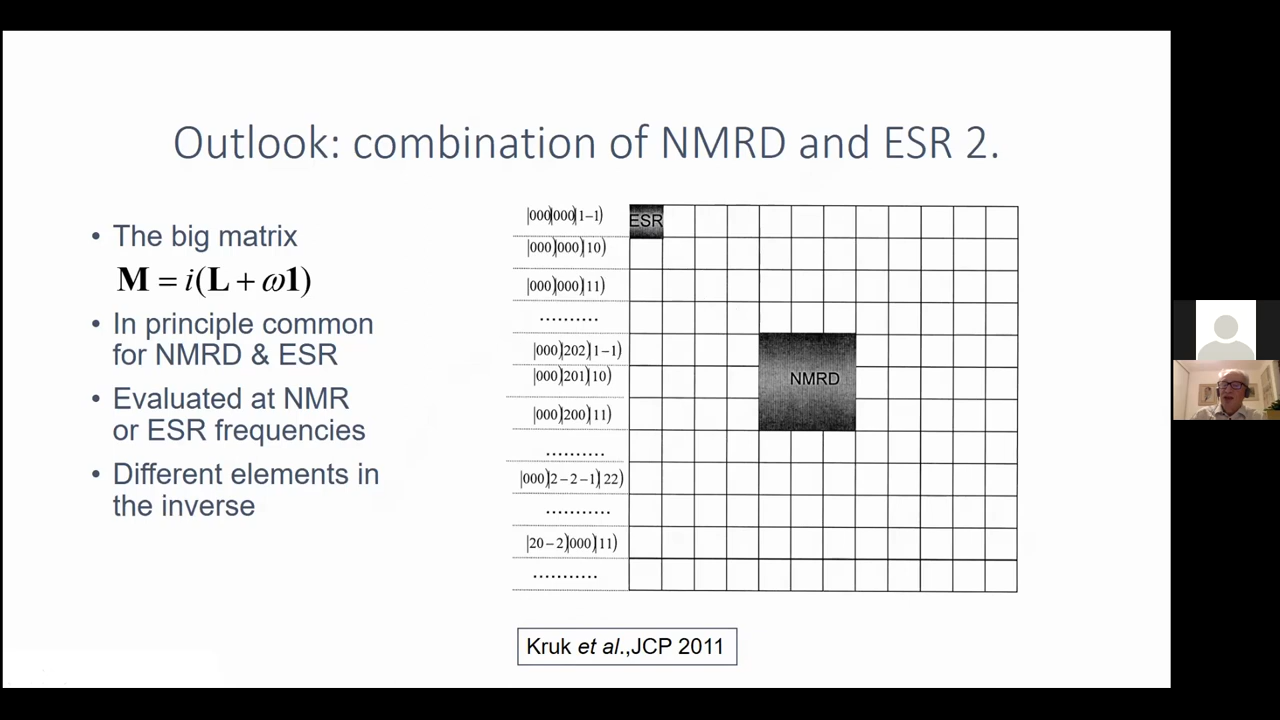 Outlook: combination of NMRD and ESR 2.
• The big matrix
M = i(L + ω1)
• In principle common
for NMRD & ESR
• Evaluated at NMR
or ESR frequencies
• Different elements in
the inverse
|000)|000)|1−1)
|000)|000)|10)
|000)|000)|11)
..........
|000)|202)|1−1)
|000)|201)|10)
|000)|200)|11)
..........
|000)|2−2−1)|22)
...........
|20−2)|000)|11)
...........
ESR
NMRD
Kruk et al.,JCP 2011